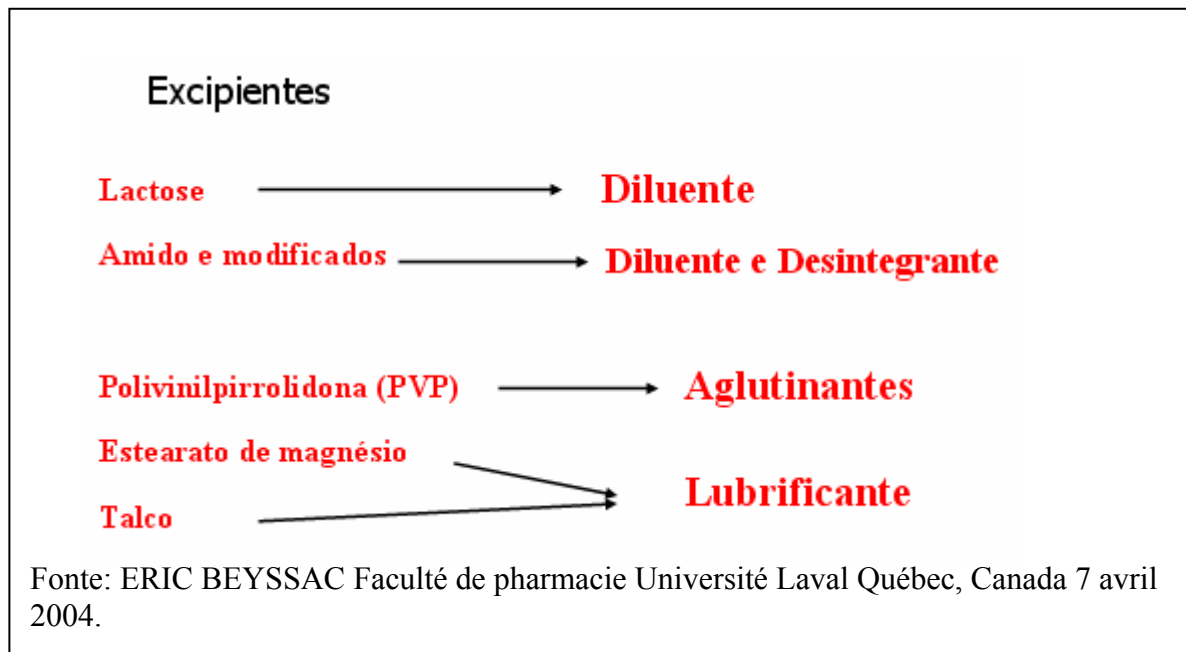 Excipientes
Lactose Diluente
Amido e modificados Diluente e Desintegrante
Polivinilpirrolidona (PVP) Aglutinantes
Estearato de magnésio
Lubrificante
Talco
Fonte: ERIC BEYSSAC Faculté de pharmacie Université Laval Québec, Canada 7 avril
2004.